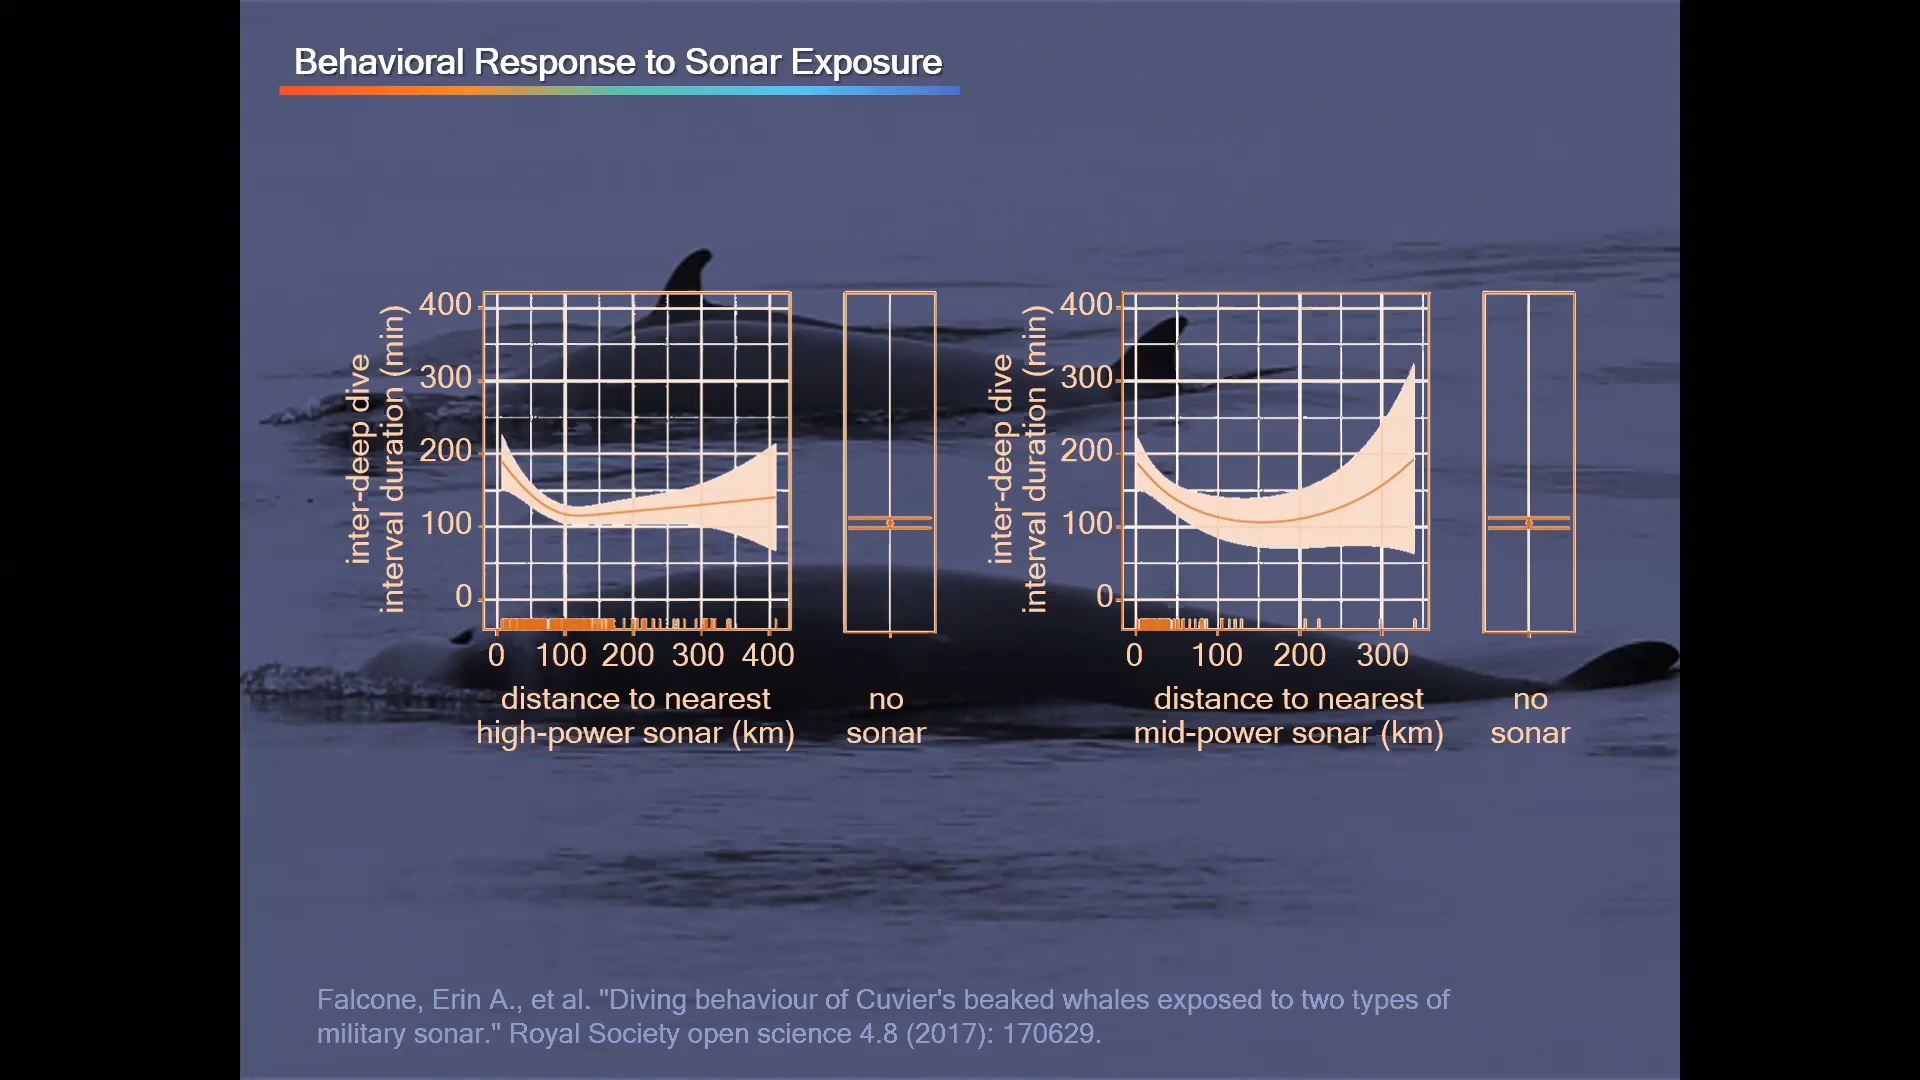 Behavioral Response to Sonar Exposure
inter-deep dive
interval duration (min)
400
300
200
100
0
0 100 200 300 400
distance to nearest
high-power sonar (km)
no
sonar
inter-deep dive
interval duration (min)
400
300
200
100
0
0 100 200 300
distance to nearest
mid-power sonar (km)
no
sonar
Falcone, Erin A., et al. "Diving behaviour of Cuvier's beaked whales exposed to two types of
military sonar." Royal Society open science 4.8 (2017): 170629.